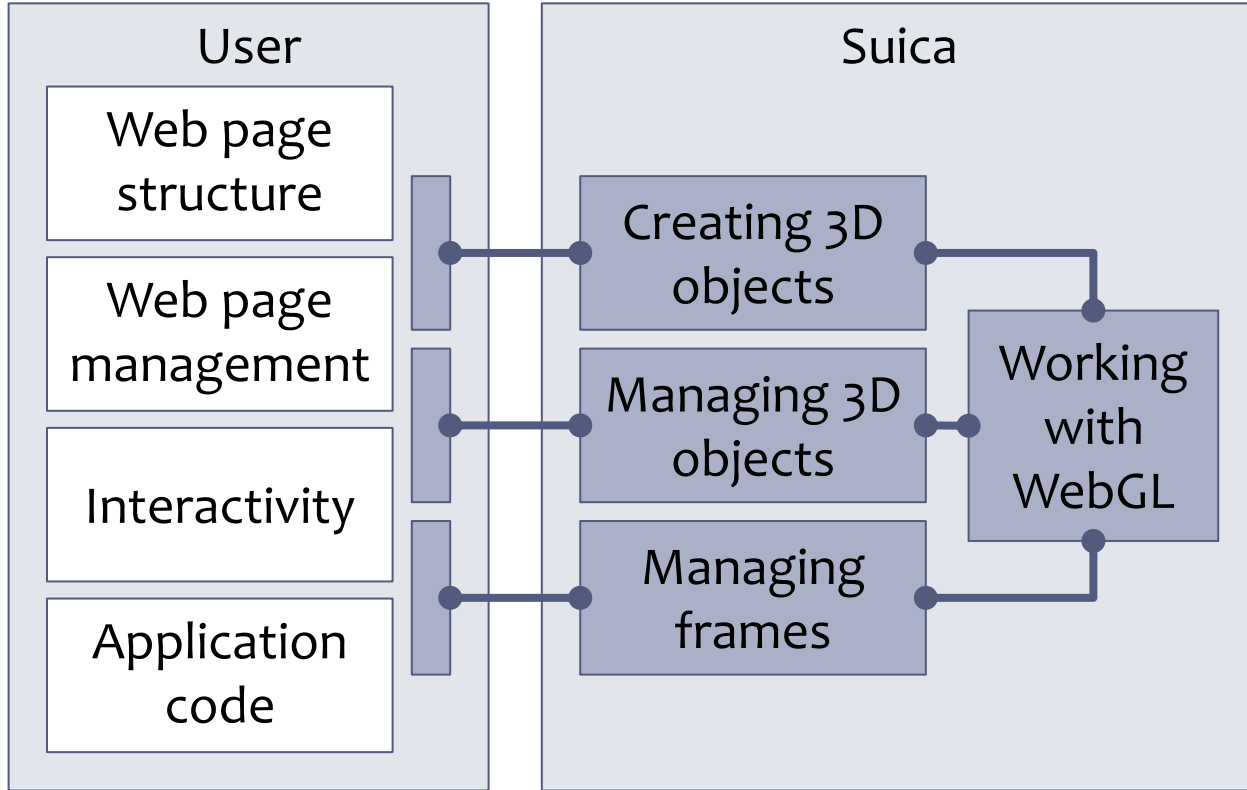 User
Web page
structure
Web page
management
Interactivity
Application
code
Suica
Creating 3D
objects
Managing 3D
objects
Managing
frames
Working
with
WebGL